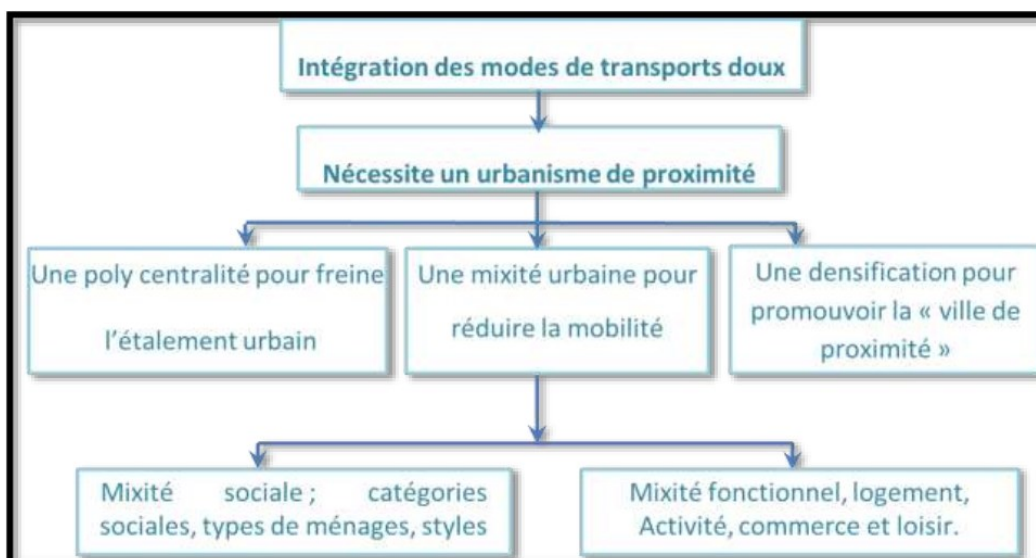 Intégration des modes de transports doux
Nécessite un urbanisme de proximité
Une poly centralité pour freine
l'étalement urbain
Une mixité urbaine pour
réduire la mobilité
Une densification pour
promouvoir la « ville de
proximité »
Mixité sociale ; catégories
sociales, types de ménages, styles
Mixité fonctionnel, logement,
Activité, commerce et loisir.